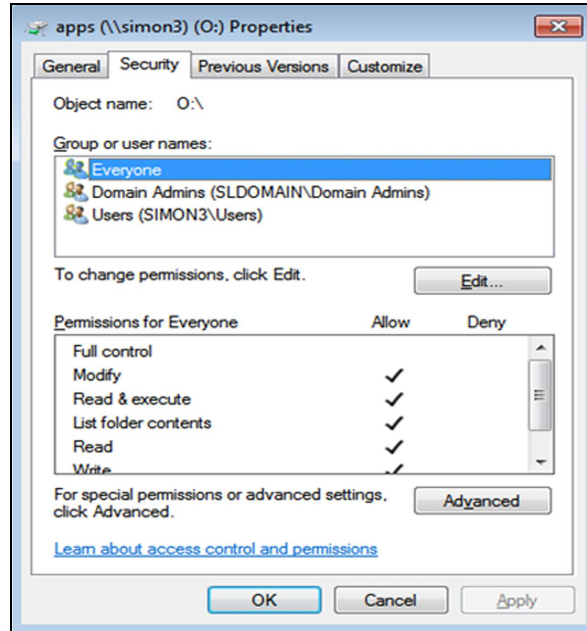 apps (\\simon3) (O:) Properties
General Security Previous Versions Customize
Object name: O:\
Group or user names:
Everyone
Domain Admins (SLDOMAIN\Domain Admins)
Users (SIMON3\Users)
To change permissions, click Edit.
Edit...
Permissions for Everyone Allow Deny
Full control
Modify
Read & execute
List folder contents
Read
Write
For special permissions or advanced settings,
click Advanced.
Advanced
Learn about access control and permissions
OK Cancel Apply